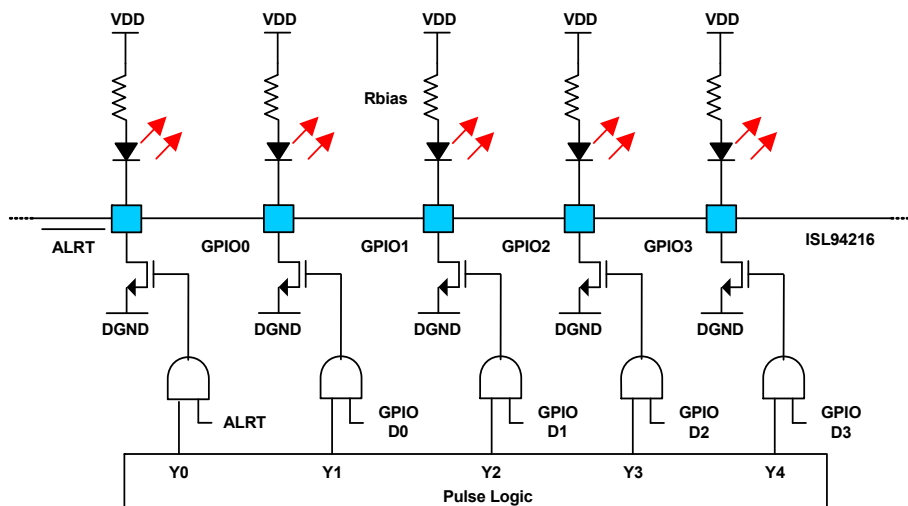 VDD VDD VDD VDD VDD
Rbias
ALRT GPIO0 GPIO1 GPIO2 GPIO3 ISL94216
DGND DGND DGND DGND DGND
ALRT GPIO D0 GPIO D1 GPIO D2 GPIO D3
Y0 Y1 Y2 Y3 Y4
Pulse Logic